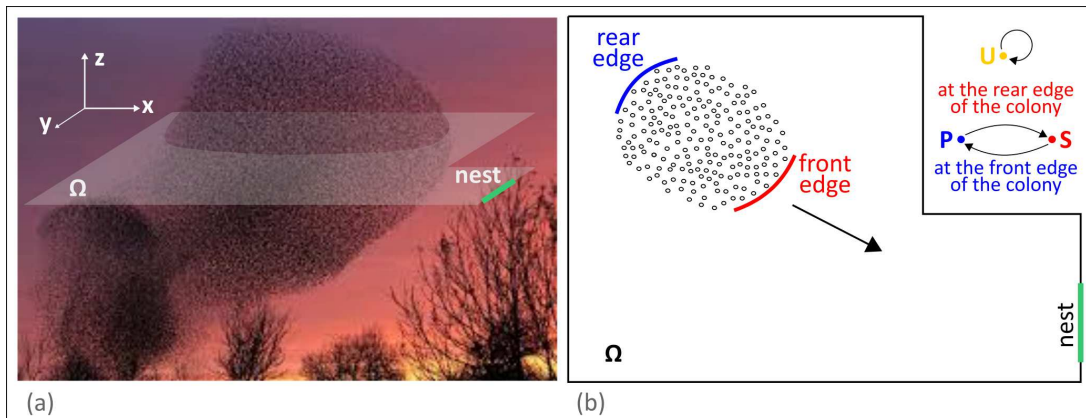 z
x
y
Ω
nest
(a)
rear
edge
front
edge
U
at the rear edge
of the colony
P
S
at the front edge
of the colony
nest
Ω
(b)